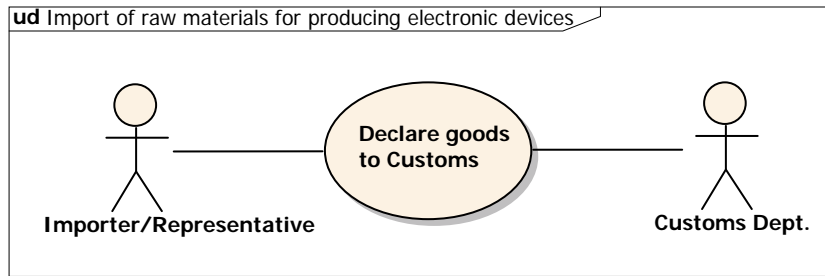 ud Import of raw materials for producing electronic devices
Declare goods
to Customs
Importer/Representative
Customs Dept.